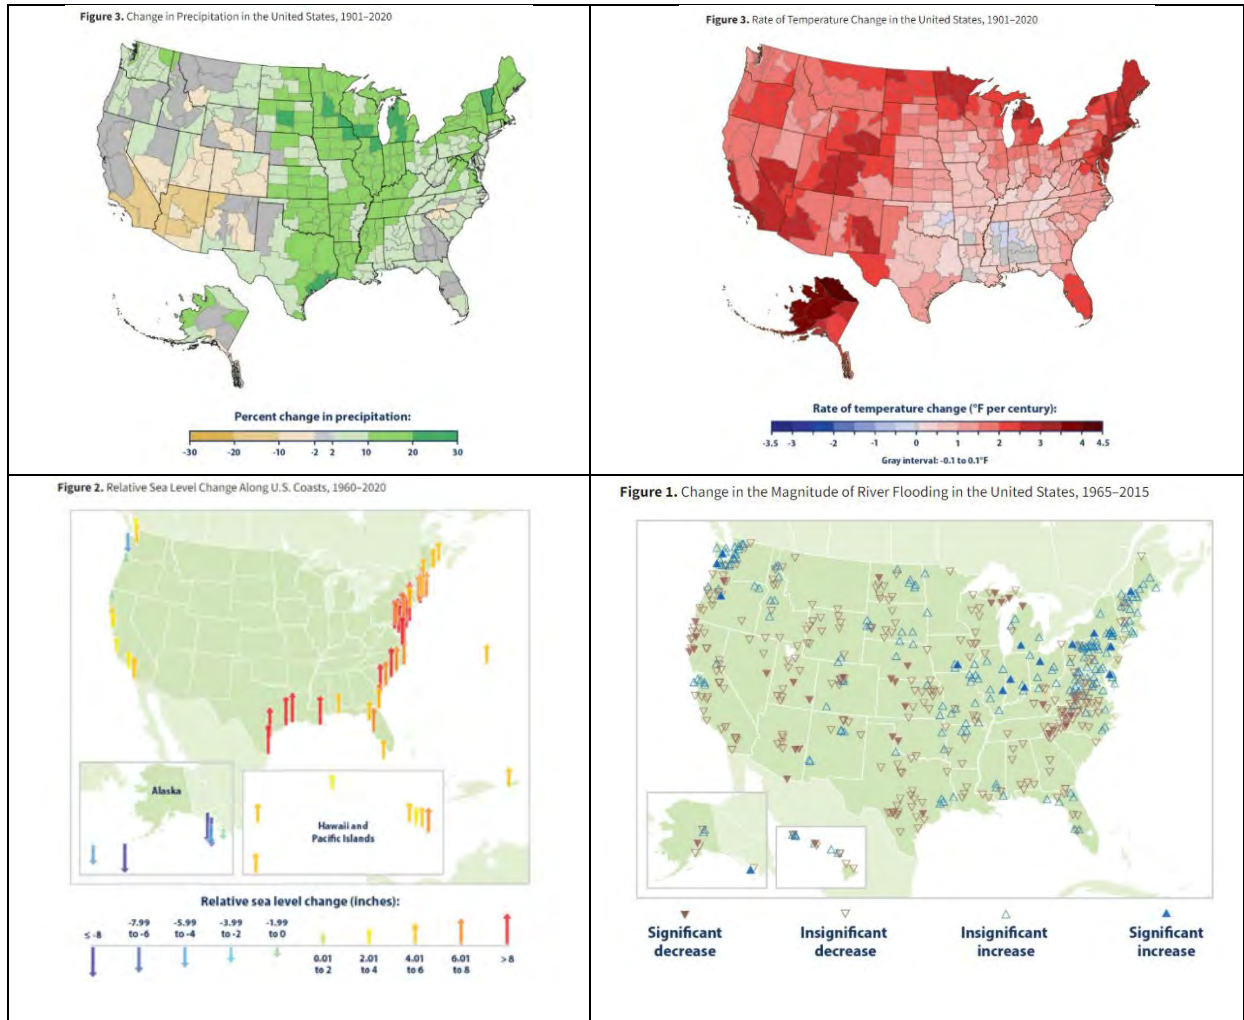 Figure 3. Change in Precipitation in the United States, 1901–2020
Percent change in precipitation:
-30 -20 -10 -2 2 10 20 30
Figure 3. Rate of Temperature Change in the United States, 1901–2020
Rate of temperature change (°F per century):
-3.5 -3 -2 -1 0 1 2 3 4 4.5
Gray interval: -0.1 to 0.1°F
Figure 2. Relative Sea Level Change Along U.S. Coasts, 1960–2020
Alaska
Hawaii and
Pacific Islands
Relative sea level change (inches):
≤ -8 -7.99 to -6 -5.99 to -4 -3.99 to -2 -1.99 to 0
0.01 to 2 2.01 to 4 4.01 to 6 6.01 to 8 > 8
Figure 1. Change in the Magnitude of River Flooding in the United States, 1965–2015
Significant decrease
Insignificant decrease
Insignificant increase
Significant increase